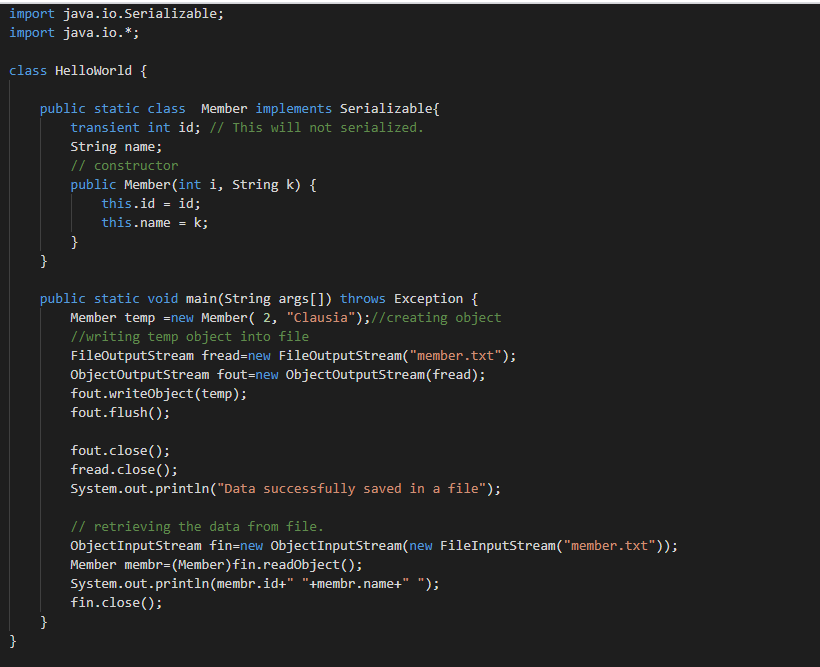 import java.io.Serializable;
import java.io.*;

class HelloWorld {

    public static class  Member implements Serializable{
        transient int id; // This will not serialized.
        String name;
        // constructor
        public Member(int i, String k) {
            this.id = id;
            this.name = k;
        }
    }

    public static void main(String args[]) throws Exception {
        Member temp =new Member( 2, "Clausia");//creating object
        //writing temp object into file
        FileOutputStream fread=new FileOutputStream("member.txt");
        ObjectOutputStream fout=new ObjectOutputStream(fread);
        fout.writeObject(temp);
        fout.flush();

        fout.close();
        fread.close();
        System.out.println("Data successfully saved in a file");

        // retrieving the data from file.
        ObjectInputStream fin=new ObjectInputStream(new FileInputStream("member.txt"));
        Member membr=(Member)fin.readObject();
        System.out.println(membr.id+" "+membr.name+" ");
        fin.close();
    }
}